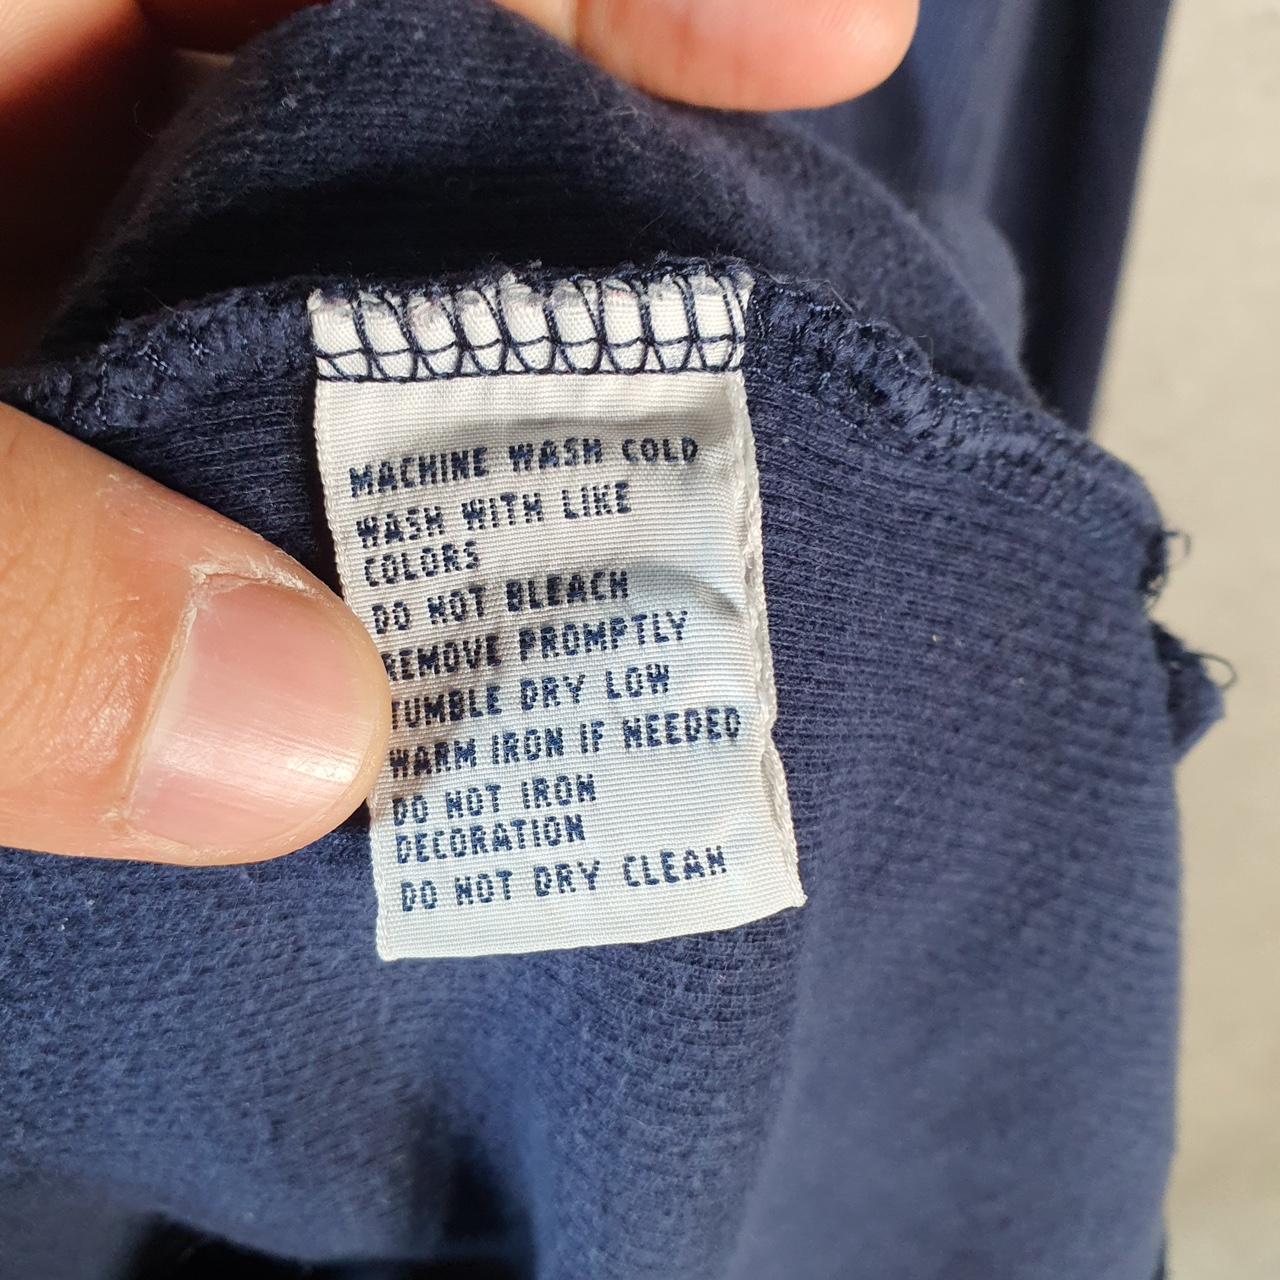 MACHINE WASH COLD
WASH WITH LIKE
COLORS
DO NOT BLEACH
REMOVE PROMPTLY
TUMBLE DRY LOW
WARM IRON IF NEEDED
DO NOT IRON
DECORATION
DO NOT DRY CLEAN